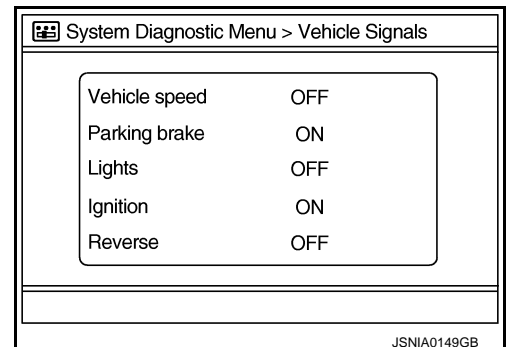 System Diagnostic Menu > Vehicle Signals
Vehicle speed OFF
Parking brake ON
Lights OFF
Ignition ON
Reverse OFF
JSNIA0149GB